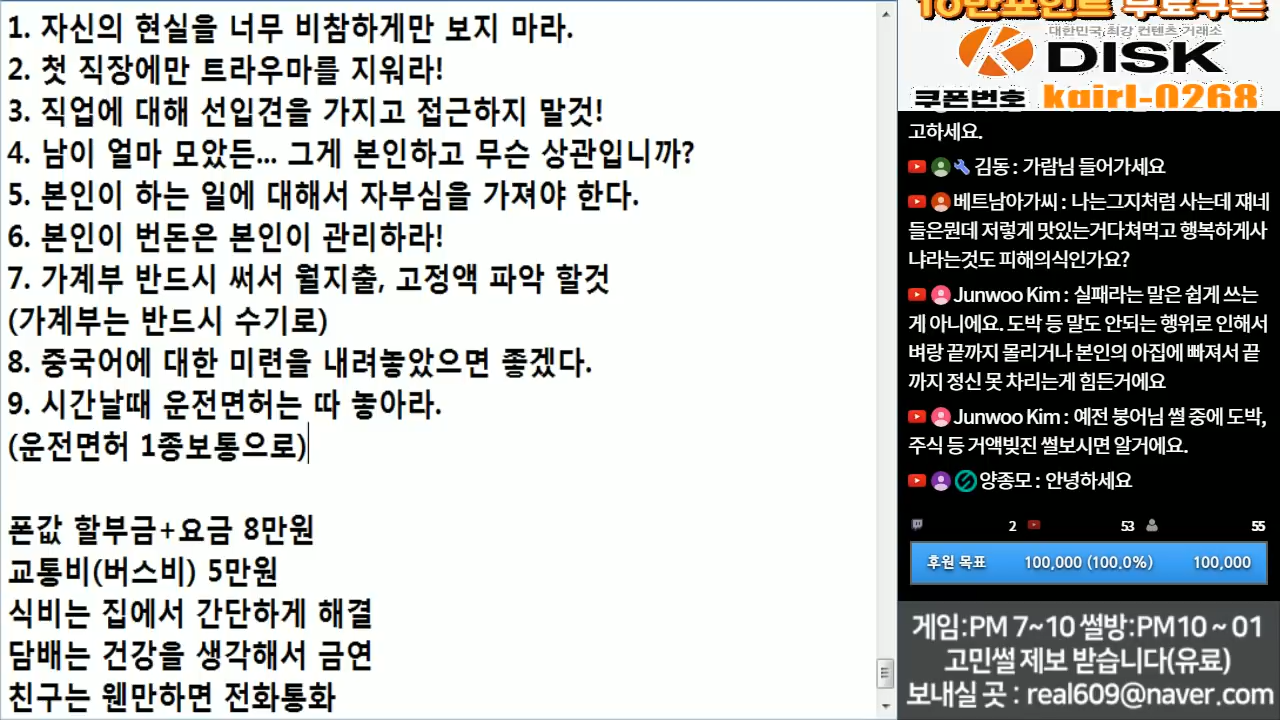 1. 자신의 현실을 너무 비참하게만 보지 마라.
2. 첫 직장에만 트라우마를 지워라!
3. 직업에 대해 선입견을 가지고 접근하지 말것!
4. 남이 얼마 모았든... 그게 본인하고 무슨 상관입니까?
5. 본인이 하는 일에 대해서 자부심을 가져야 한다.
6. 본인이 번돈은 본인이 관리하라!
7. 가계부 반드시 써서 월지출, 고정액 파악 할것
(가계부는 반드시 수기로)
8. 중국어에 대한 미련을 내려놓았으면 좋겠다.
9. 시간날때 운전면허는 따 놓아라.
(운전면허 1종보통으로)
폰값 할부금+요금 8만원
교통비(버스비) 5만원
식비는 집에서 간단하게 해결
담배는 건강을 생각해서 금연
친구는 웬만하면 전화통화
10만포인트 무료쿠폰
대한민국 최강 컨텐츠 거래소
K DISK
쿠폰번호 kgirl-0268
고하세요.
김동 : 가람님 들어가세요
베트남아가씨 : 나는그지처럼 사는데 재네
들은뭔데 저렇게 맛있는거다쳐먹고 행복하게사
냐라는것도 피해의식인가요?
Junwoo Kim : 실패라는 말은 쉽게 쓰는
게 아니에요. 도박 등 말도 안되는 행위로 인해서
벼랑 끝까지 몰리거나 본인의 아집에 빠져서 끝
까지 정신 못 차리는게 힘든거에요
Junwoo Kim : 예전 붕어님 썰 중에 도박,
주식 등 거액빚진 썰보시면 알거에요.
양종모 : 안녕하세요
2 53 55
후원 목표 100,000 (100.0%) 100,000
게임:PM 7~10 썰방:PM10 ~ 01
고민썰 제보 받습니다(유료)
보내실 곳 : real609@naver.com